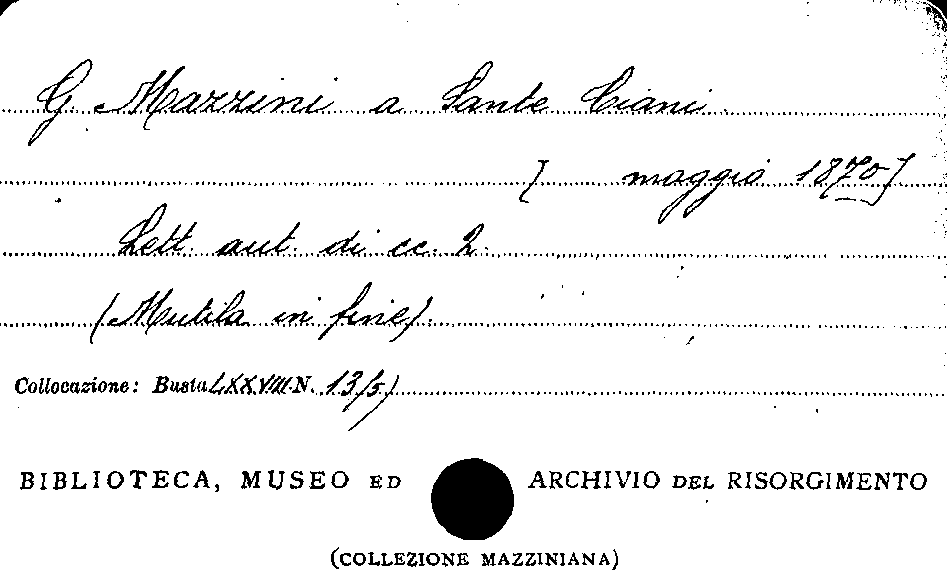 G. Mazzini a Sante Ciani.
[ maggio 1870]
Lett. aut. di cc. 2.
(Mutila in fine).
Collocazione: Busta LXXVIII N. 13/5)
BIBLIOTECA, MUSEO ED ARCHIVIO DEL RISORGIMENTO
(COLLEZIONE MAZZINIANA)